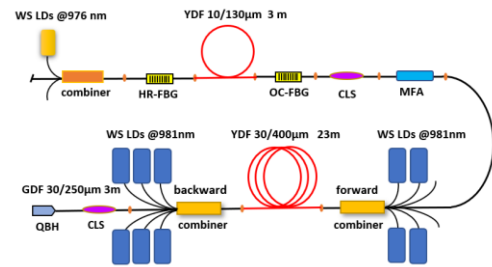 WS LDs @976 nm
YDF 10/130μm 3 m
combiner
HR-FBG
OC-FBG
CLS
MFA
WS LDs @981nm
YDF 30/400μm 23m
WS LDs @981nm
GDF 30/250μm 3m
backward
forward
QBH
CLS
combiner
combiner